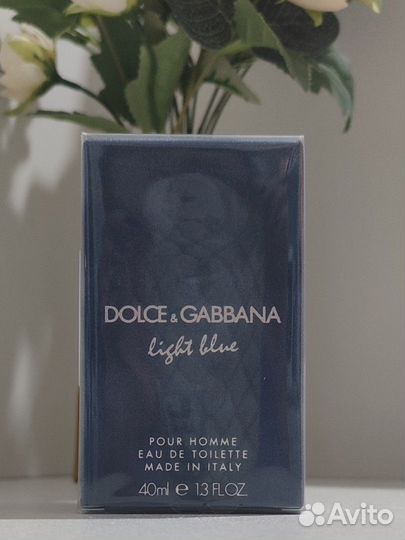 DOLCE & GABBANA
light blue
POUR HOMME
EAU DE TOILETTE
MADE IN ITALY
40ml e 1.3 FL.OZ.
Avito